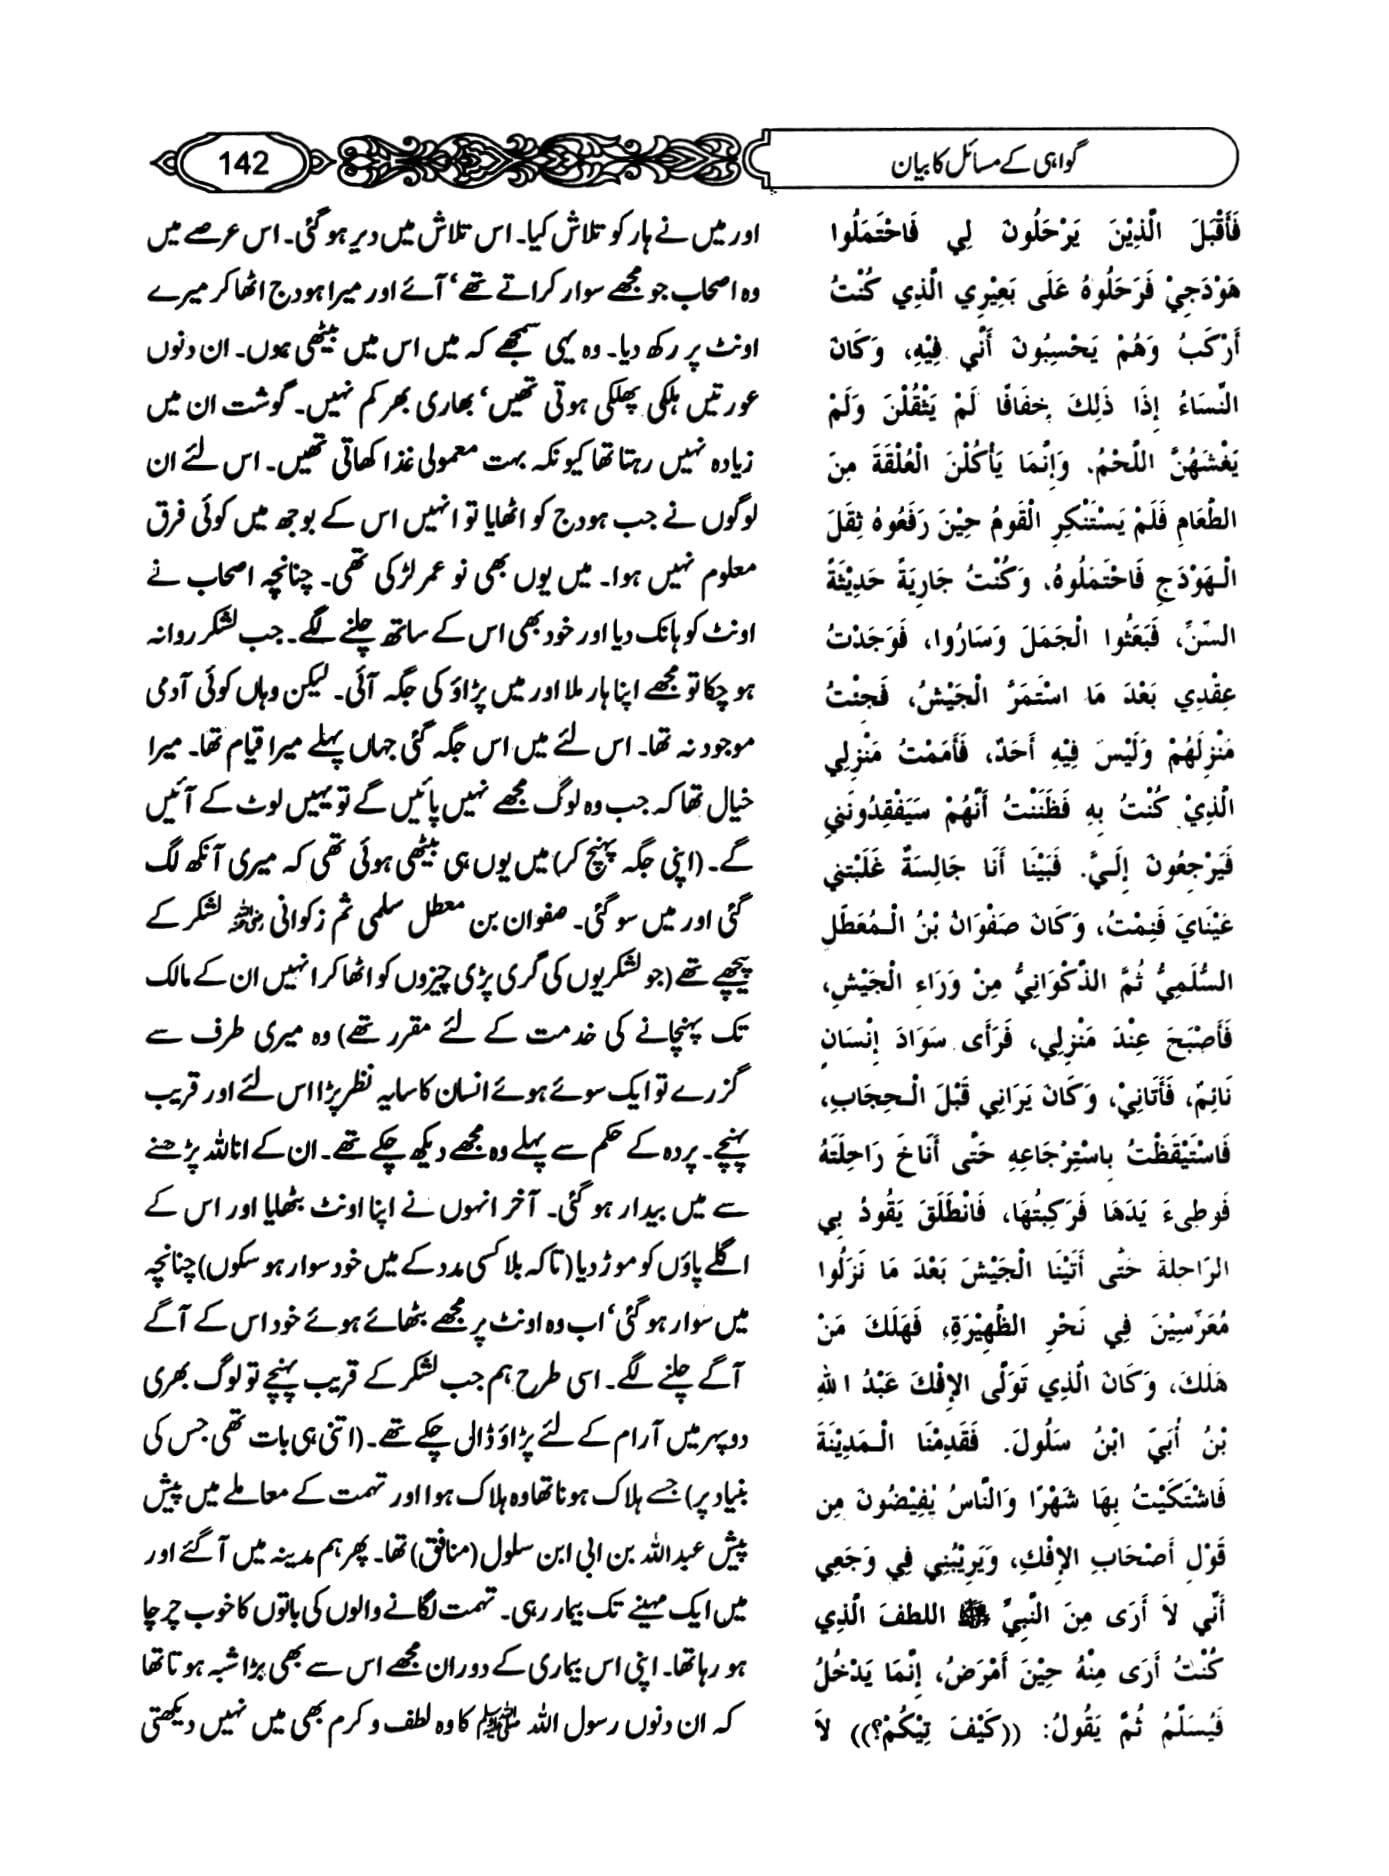 گواہی کے مسائل کا بیان
142
فَأَقْبَلَ الَّذِيْنَ يَرْحَلُونَ لِي فَاحْتَمَلُوا
هَوْدَجِيْ فَرَحَلُوهُ عَلَى بَعِيْرِي الَّذِي كُنْتُ
أَرْكَبُ وَهُمْ يَحْسِبُونَ أَنِّي فِيْهِ، وَكَانَ
النِّسَاءُ إِذَا ذَلِكَ خِفَافًا لَمْ يَثْقُلْنَ وَلَمْ
يَغْشَهُنَّ اللَّحْمُ، وَإِنَّمَا يَأْكُلْنَ الْعُلْقَةَ مِنَ
الطَّعَامِ فَلَمْ يَسْتَنْكِرِ الْقَوْمُ حِيْنَ رَفَعُوهُ ثِقَلَ
الْهَوْدَجِ فَاحْتَمَلُوهُ، وَكُنْتُ جَارِيَةً حَدِيْثَةَ
السِّنِّ، فَبَعَثُوا الْجَمَلَ وَسَارُوا، فَوَجَدْتُ
عِقْدِي بَعْدَ مَا اسْتَمَرَّ الْجَيْشُ، فَجِئْتُ
مَنْزِلَهُمْ وَلَيْسَ فِيْهِ أَحَدٌ، فَأَمَمْتُ مَنْزِلِي
الَّذِيْ كُنْتُ بِهِ فَظَنَنْتُ أَنَّهُمْ سَيَفْقِدُونَنِي
فَيَرْجِعُونَ إِلَيَّ. فَبَيْنَا أَنَا جَالِسَةٌ غَلَبَتْنِي
عَيْنَايَ فَنِمْتُ، وَكَانَ صَفْوَانُ بْنُ الْمُعَطَّلِ
السُّلَمِيُّ ثُمَّ الذَّكْوَانِيُّ مِنْ وَرَاءِ الْجَيْشِ،
فَأَصْبَحَ عِنْدَ مَنْزِلِي، فَرَأَى سَوَادَ إِنْسَانٍ
نَائِمٍ، فَأَتَانِيْ، وَكَانَ يَرَانِي قَبْلَ الْحِجَابِ،
فَاسْتَيْقَظْتُ بِاسْتِرْجَاعِهِ حَتَّى أَنَاخَ رَاحِلَتَهُ
فَوَطِىءَ يَدَهَا فَرَكِبْتُهَا، فَانْطَلَقَ يَقُودُ بِي
الرَّاحِلَةَ حَتَّى أَتَيْنَا الْجَيْشَ بَعْدَ مَا نَزَلُوا
مُعَرِّسِيْنَ فِي نَحْرِ الظَّهِيْرَةِ، فَهَلَكَ مَنْ
هَلَكَ، وَكَانَ الَّذِي تَوَلَّى الإِفْكَ عَبْدُ اللهِ
بْنُ أُبَيٍّ ابْنُ سَلُولَ. فَقَدِمْنَا الْمَدِيْنَةَ
فَاشْتَكَيْتُ بِهَا شَهْرًا وَالنَّاسُ يُفِيْضُونَ مِنْ
قَوْلِ أَصْحَابِ الإِفْكِ، وَيَرِيْبُنِي فِي وَجَعِي
أَنِّي لاَ أَرَى مِنَ النَّبِيِّ ﷺ اللطفَ الَّذِي
كُنْتُ أَرَى مِنْهُ حِيْنَ أَمْرَضُ، إِنَّمَا يَدْخُلُ
فَيُسَلِّمُ ثُمَّ يَقُولُ: ((كَيْفَ تِيْكُمْ؟)) لاَ
اور میں نے ہار کو تلاش کیا۔ اس تلاش میں دیر ہو گئی۔ اس عرصے میں
وہ اصحاب جو مجھے سوار کراتے تھے‘ آئے اور میرا ہودج اٹھا کر میرے
اونٹ پر رکھ دیا۔ وہ یہی سمجھے کہ میں اس میں بیٹھی ہوں۔ ان دنوں
عورتیں ہلکی پھلکی ہوتی تھیں‘ بھاری بھر کم نہیں۔ گوشت ان میں
زیادہ نہیں رہتا تھا کیونکہ بہت معمولی غذا کھاتی تھیں۔ اس لئے ان
لوگوں نے جب ہودج کو اٹھایا تو انہیں اس کے بوجھ میں کوئی فرق
معلوم نہیں ہوا۔ میں یوں بھی نو عمر لڑکی تھی۔ چنانچہ اصحاب نے
اونٹ کو ہانک دیا اور خود بھی اس کے ساتھ چلنے لگے۔ جب لشکر روانہ
ہو چکا تو مجھے اپنا ہار ملا اور میں پڑاؤ کی جگہ آئی۔ لیکن وہاں کوئی آدمی
موجود نہ تھا۔ اس لئے میں اس جگہ گئی جہاں پہلے میرا قیام تھا۔ میرا
خیال تھا کہ جب وہ لوگ مجھے نہیں پائیں گے تو یہیں لوٹ کے آئیں
گے۔ (اپنی جگہ پہنچ کر) میں یوں ہی بیٹھی ہوئی تھی کہ میری آنکھ لگ
گئی اور میں سو گئی۔ صفوان بن معطل سلمی ثم زکوانی رضی اللہ عنہ لشکر کے
پیچھے تھے (جو لشکریوں کی گری پڑی چیزوں کو اٹھا کر انہیں ان کے مالک
تک پہنچانے کی خدمت کے لئے مقرر تھے) وہ میری طرف سے
گزرے تو ایک سوئے ہوئے انسان کا سایہ نظر پڑا اس لئے اور قریب
پہنچے۔ پردہ کے حکم سے پہلے وہ مجھے دیکھ چکے تھے۔ ان کے اناللہ پڑھنے
سے میں بیدار ہو گئی۔ آخر انہوں نے اپنا اونٹ بٹھلایا اور اس کے
اگلے پاؤں کو موڑ دیا (تاکہ بلا کسی مدد کے میں خود سوار ہو سکوں) چنانچہ
میں سوار ہو گئی‘ اب وہ اونٹ پر مجھے بٹھائے ہوئے خود اس کے آگے
آگے چلنے لگے۔ اسی طرح ہم جب لشکر کے قریب پہنچے تو لوگ بھری
دوپہر میں آرام کے لئے پڑاؤ ڈال چکے تھے۔ (اتنی ہی بات تھی جس کی
بنیاد پر) جسے ہلاک ہونا تھا وہ ہلاک ہوا اور تہمت کے معاملے میں پیش
پیش عبداللہ بن ابی ابن سلول (منافق) تھا۔ پھر ہم مدینہ میں آ گئے اور
میں ایک مہینے تک بیمار رہی۔ تہمت لگانے والوں کی باتوں کا خوب چرچا
ہو رہا تھا۔ اپنی اس بیماری کے دوران مجھے اس سے بھی بڑا شبہ ہوتا تھا
کہ ان دنوں رسول اللہ ﷺ کا وہ لطف و کرم بھی میں نہیں دیکھتی